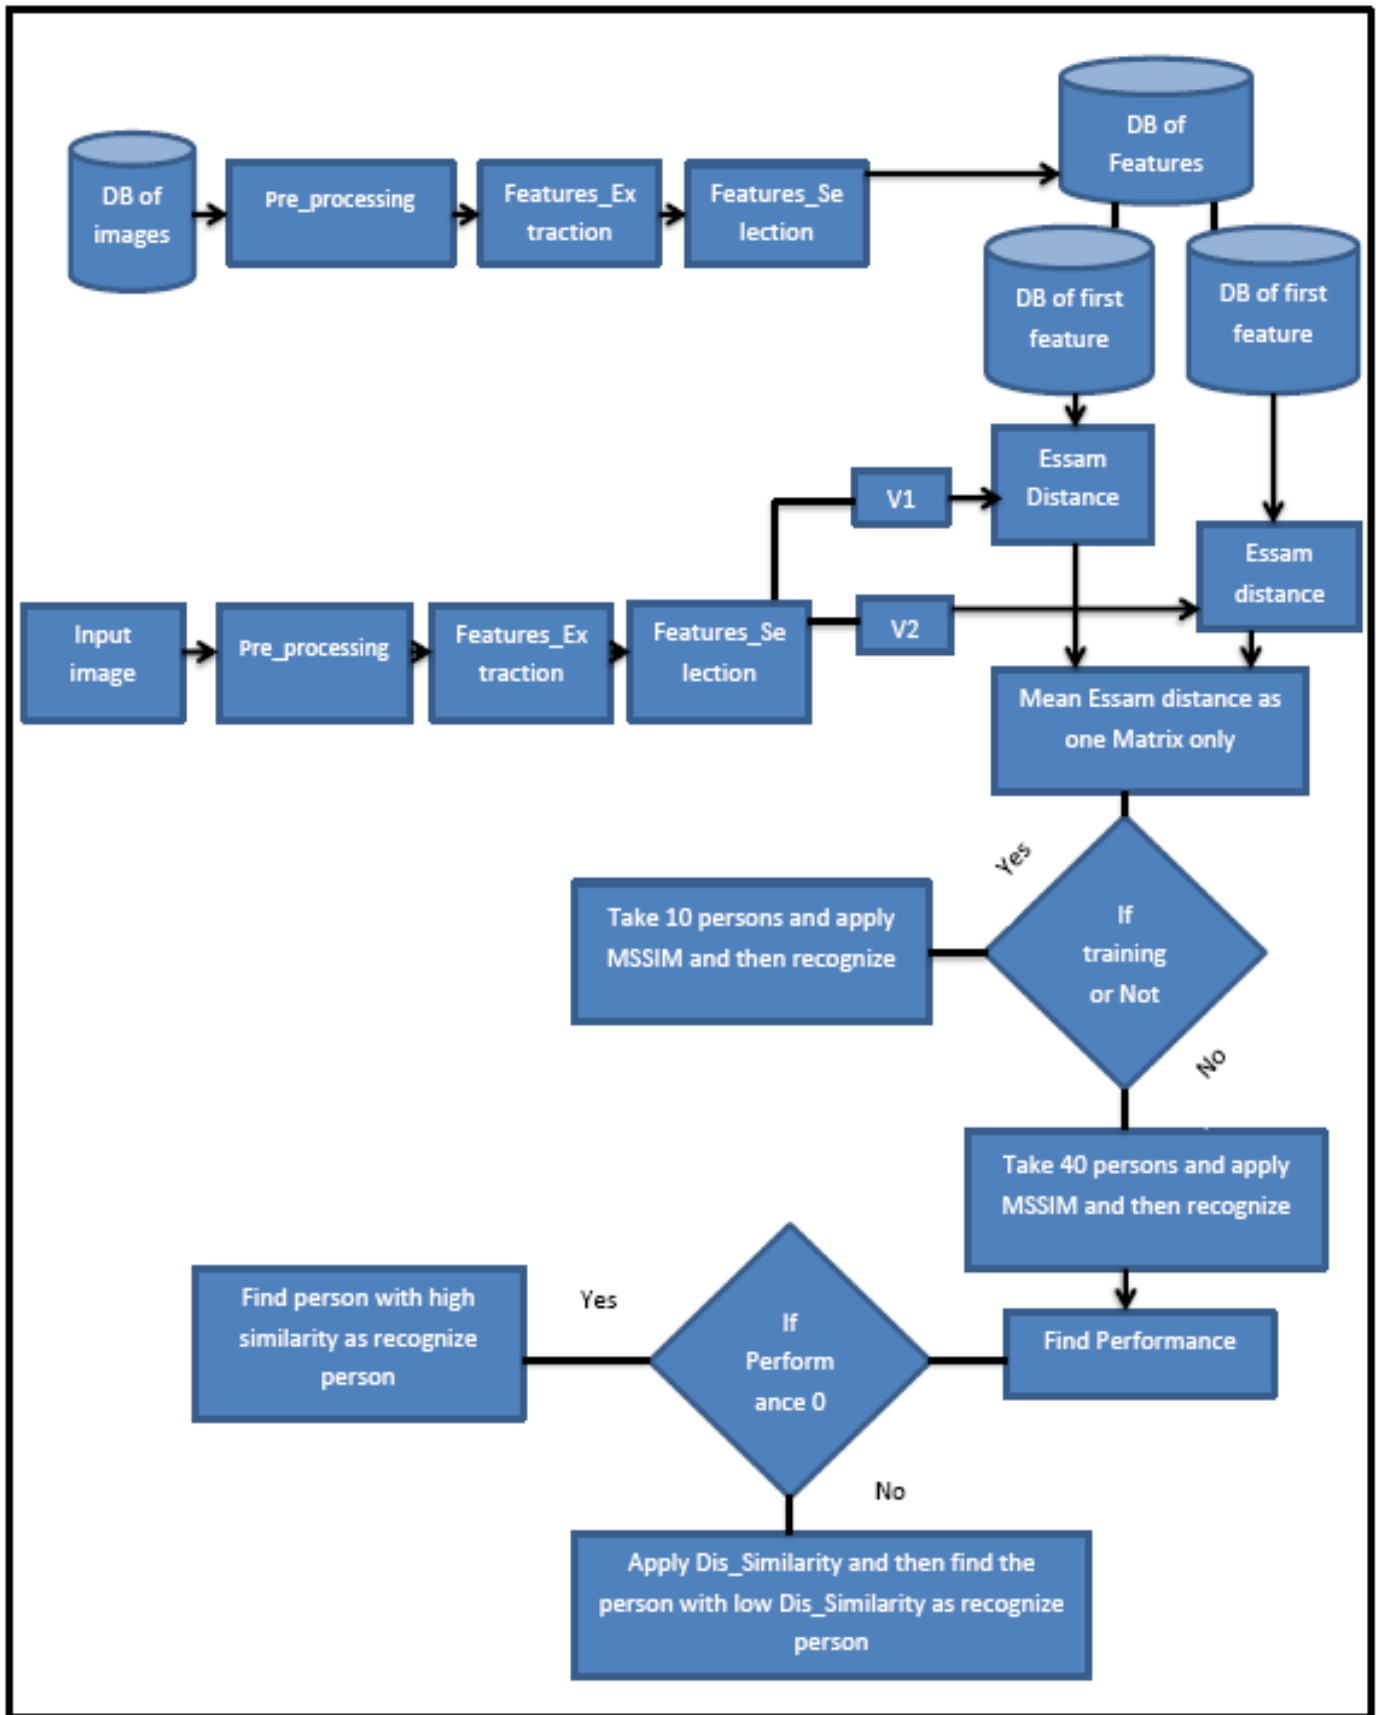 DB of
Features
DB of
images
Pre_processing
Features_Ex
traction
Features_Se
lection
DB of first
feature
DB of first
feature
Essam
Distance
V1
Essam
distance
Input
image
Pre_processing
Features_Ex
traction
Features_Se
lection
V2
Mean Essam distance as
one Matrix only
Yes
Take 10 persons and apply
MSSIM and then recognize
If
training
or Not
No
Take 40 persons and apply
MSSIM and then recognize
Find person with high
similarity as recognize
person
Yes
If
Perform
ance 0
Find Performance
No
Apply Dis_Similarity and then find the
person with low Dis_Similarity as recognize
person